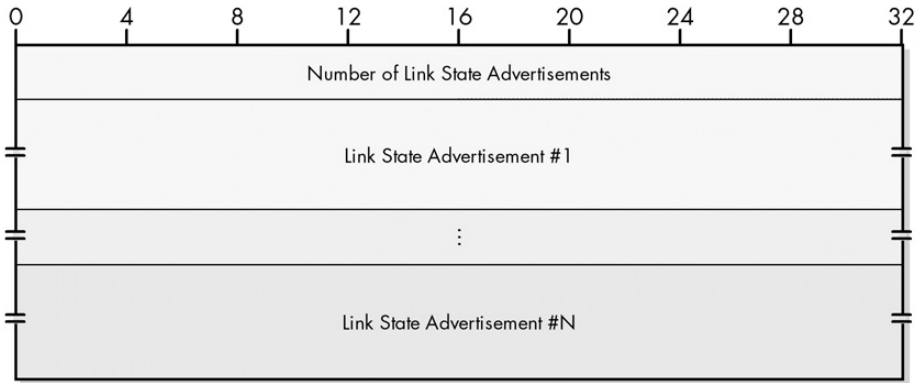 0 4 8 12 16 20 24 28 32
Number of Link State Advertisements
Link State Advertisement #1
⋮
Link State Advertisement #N